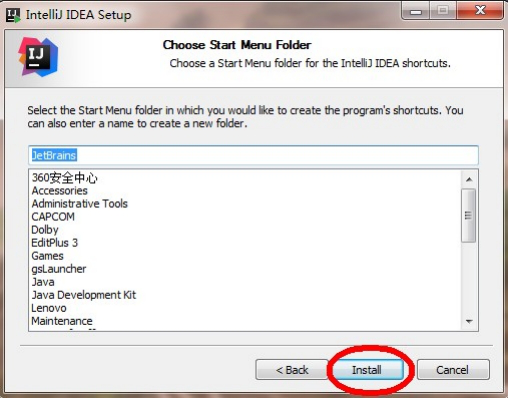 IntelliJ IDEA Setup
IJ
Choose Start Menu Folder
Choose a Start Menu folder for the IntelliJ IDEA shortcuts.
Select the Start Menu folder in which you would like to create the program's shortcuts. You
can also enter a name to create a new folder.
JetBrains
360安全中心
Accessories
Administrative Tools
CAPCOM
Dolby
EditPlus 3
Games
gsLauncher
Java
Java Development Kit
Lenovo
Maintenance
< Back
Install
Cancel